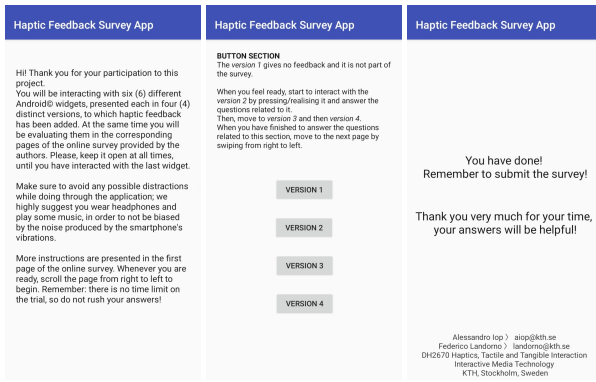 Haptic Feedback Survey App
Hi! Thank you for your participation to this
project.
You will be interacting with six (6) different
Android© widgets, presented each in four (4)
distinct versions, to which haptic feedback
has been added. At the same time you will
be evaluating them in the corresponding
pages of the online survey provided by the
authors. Please, keep it open at all times,
until you have interacted with the last widget.
Make sure to avoid any possible distractions
while doing through the application; we
highly suggest you wear headphones and
play some music, in order to not be biased
by the noise produced by the smartphone's
vibrations.
More instructions are presented in the first
page of the online survey. Whenever you are
ready, scroll the page from right to left to
begin. Remember: there is no time limit on
the trial, so do not rush your answers!
Haptic Feedback Survey App
BUTTON SECTION
The version 1 gives no feedback and it is not part of
the survey.
When you feel ready, start to interact with the
version 2 by pressing/realising it and answer the
questions related to it.
Then, move to version 3 and then version 4.
When you have finished to answer the questions
related to this section, move to the next page by
swiping from right to left.
VERSION 1
VERSION 2
VERSION 3
VERSION 4
Haptic Feedback Survey App
You have done!
Remember to submit the survey!
Thank you very much for your time,
your answers will be helpful!
Alessandro Iop 〉 aiop@kth.se
Federico Landorno 〉 landorno@kth.se
DH2670 Haptics, Tactile and Tangible Interaction
Interactive Media Technology
KTH, Stockholm, Sweden